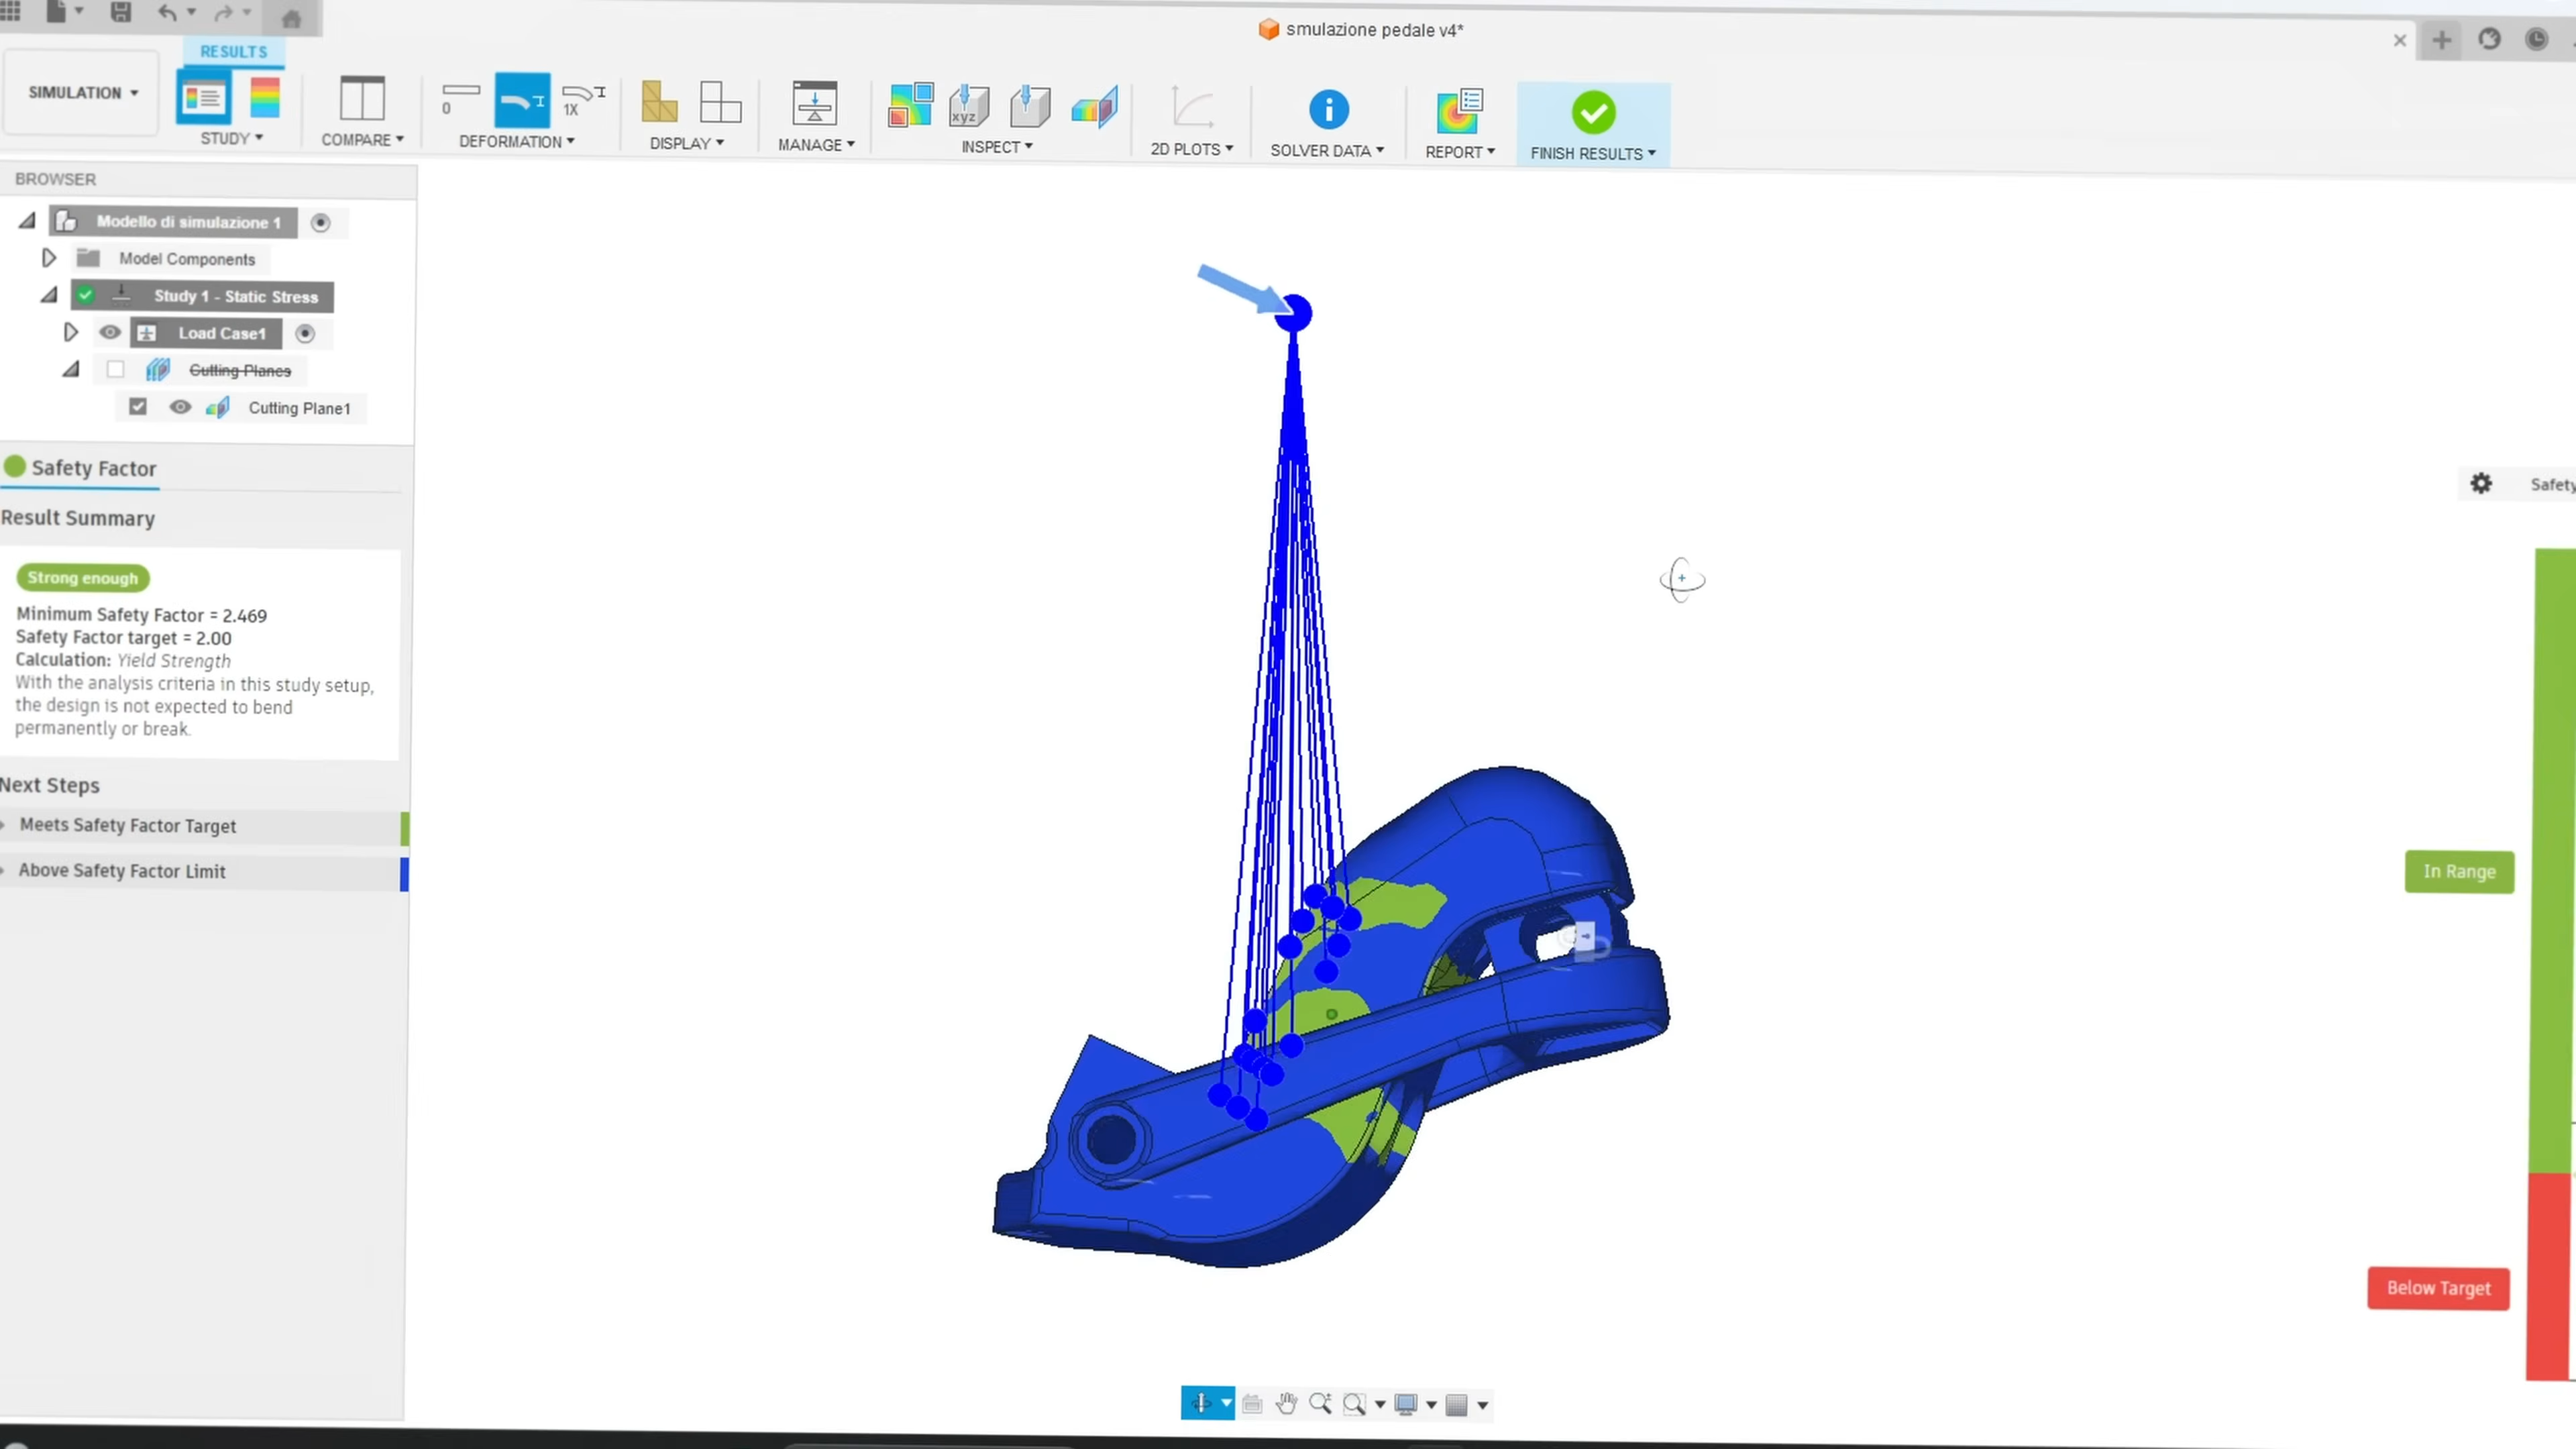 smulazione pedale v4*
RESULTS
SIMULATION
0
1X
xyz
STUDY
COMPARE
DEFORMATION
DISPLAY
MANAGE
INSPECT
2D PLOTS
SOLVER DATA
REPORT
FINISH RESULTS
BROWSER
Modello di simulazione 1
Model Components
Study 1 - Static Stress
Load Case1
Cutting Planes
Cutting Plane1
Safety Factor
Result Summary
Strong enough
Minimum Safety Factor = 2.469
Safety Factor target = 2.00
Calculation: Yield Strength
With the analysis criteria in this study setup,
the design is not expected to bend
permanently or break.
Next Steps
Meets Safety Factor Target
Above Safety Factor Limit
Safety
In Range
Below Target